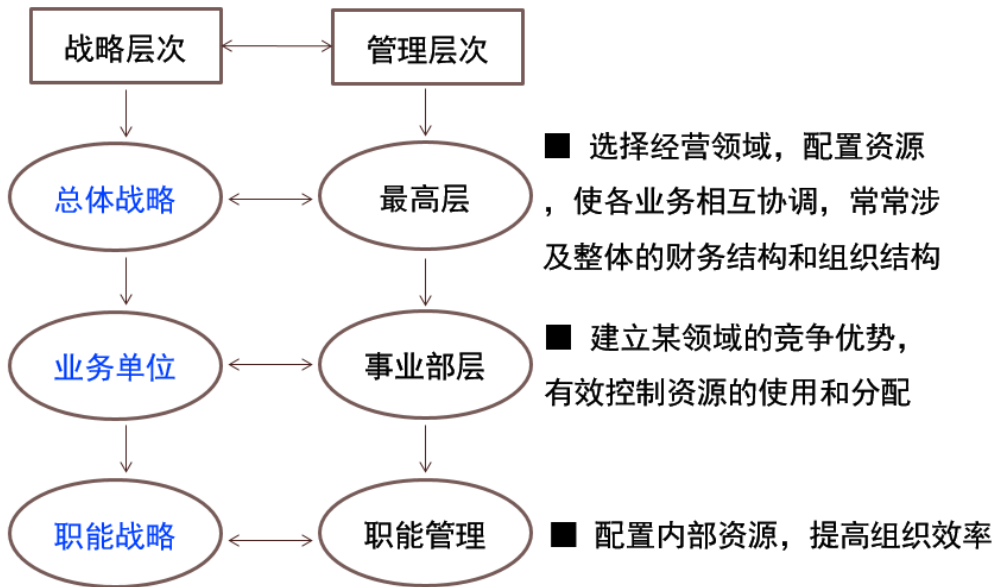 战略层次
管理层次
总体战略
最高层
■ 选择经营领域，配置资源
，使各业务相互协调，常常涉
及整体的财务结构和组织结构
业务单位
事业部层
■ 建立某领域的竞争优势，
有效控制资源的使用和分配
职能战略
职能管理
■ 配置内部资源，提高组织效率